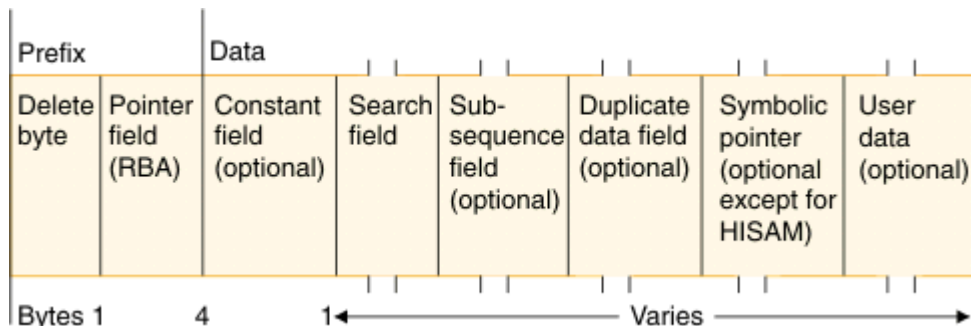 Prefix
Data
Delete byte
Pointer field (RBA)
Constant field (optional)
Search field
Sub-
sequence field (optional)
Duplicate data field (optional)
Symbolic pointer (optional except for HISAM)
User data (optional)
Bytes 1 4 1 Varies